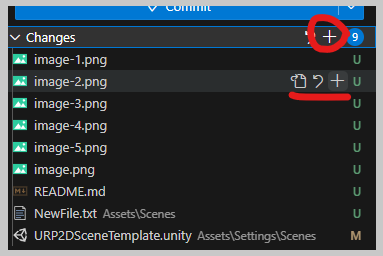 Commit
Changes 9
image-1.png U
image-2.png U
image-3.png U
image-4.png U
image-5.png U
image.png U
README.md U
NewFile.txt Assets\Scenes U
URP2DSceneTemplate.unity Assets\Settings\Scenes M